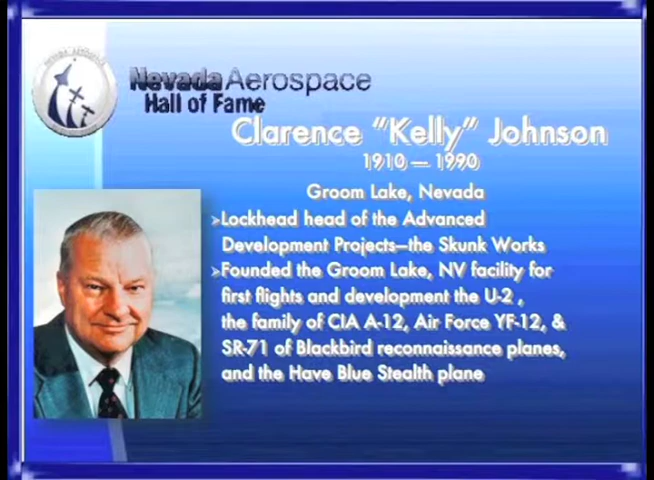 Nevada Aerospace
Hall of Fame
Clarence “Kelly” Johnson
1910 — 1990
Groom Lake, Nevada
➢Lockhead head of the Advanced
Development Projects—the Skunk Works
➢Founded the Groom Lake, NV facility for
first flights and development the U-2 ,
the family of CIA A-12, Air Force YF-12, &
SR-71 of Blackbird reconnaissance planes,
and the Have Blue Stealth plane